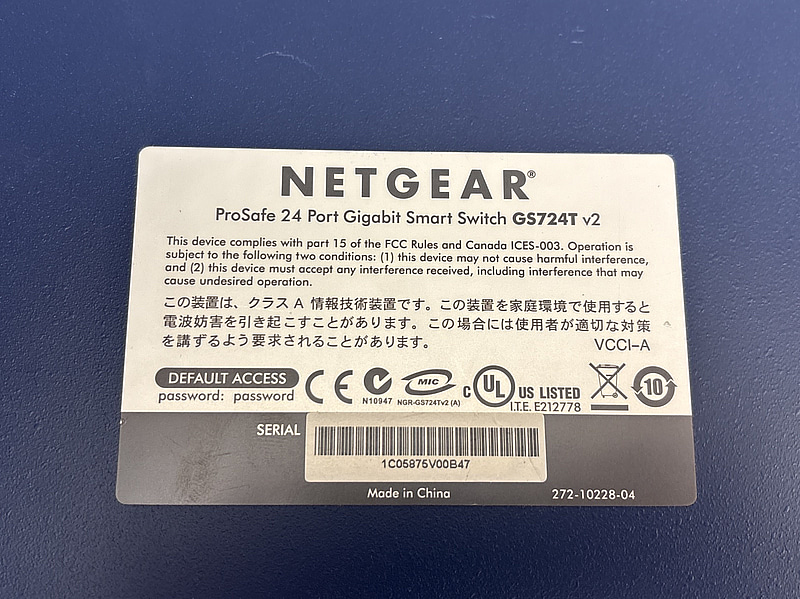 NETGEAR®
ProSafe 24 Port Gigabit Smart Switch GS724T v2
This device complies with part 15 of the FCC Rules and Canada ICES-003. Operation is
subject to the following two conditions: (1) this device may not cause harmful interference,
and (2) this device must accept any interference received, including interference that may
cause undesired operation.
この装置は、クラス A 情報技術装置です。この装置を家庭環境で使用すると
電波妨害を引き起こすことがあります。この場合には使用者が適切な対策
を講ずるよう要求されることがあります。 VCCI-A
DEFAULT ACCESS
password: password
CE
N10947
MIC
NGR-GS724Tv2 (A)
C UL US LISTED
I.T.E. E212778
10
SERIAL
1C05875V00B47
Made in China
272-10228-04